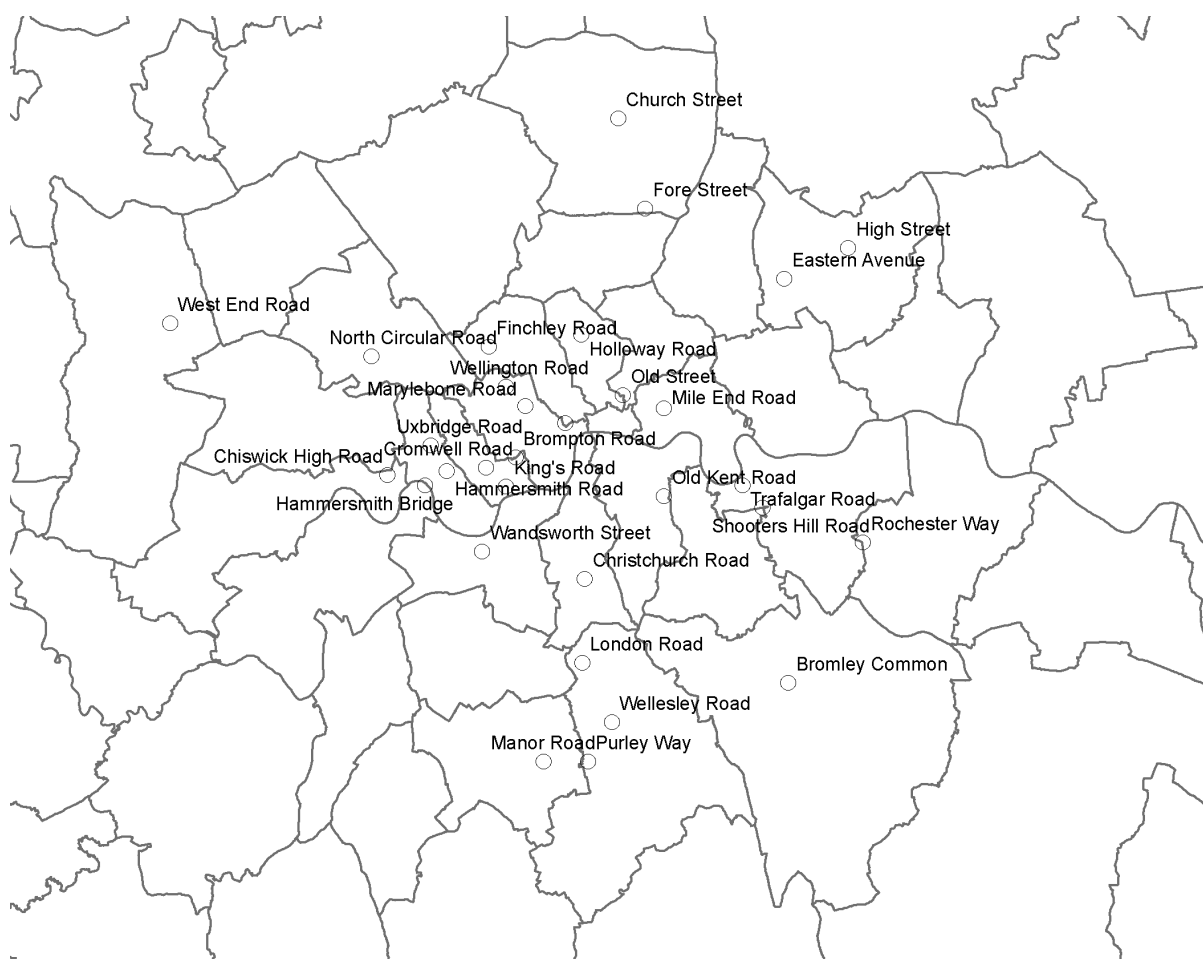 Church Street
Fore Street
High Street
Eastern Avenue
West End Road
North Circular Road
Finchley Road
Holloway Road
Wellington Road
Old Street
Marylebone Road
Mile End Road
Uxbridge Road
Brompton Road
Cromwell Road
Chiswick High Road
King's Road
Old Kent Road
Hammersmith Road
Trafalgar Road
Hammersmith Bridge
Shooters Hill Road
Rochester Way
Wandsworth Street
Christchurch Road
London Road
Bromley Common
Wellesley Road
Manor Road
Purley Way